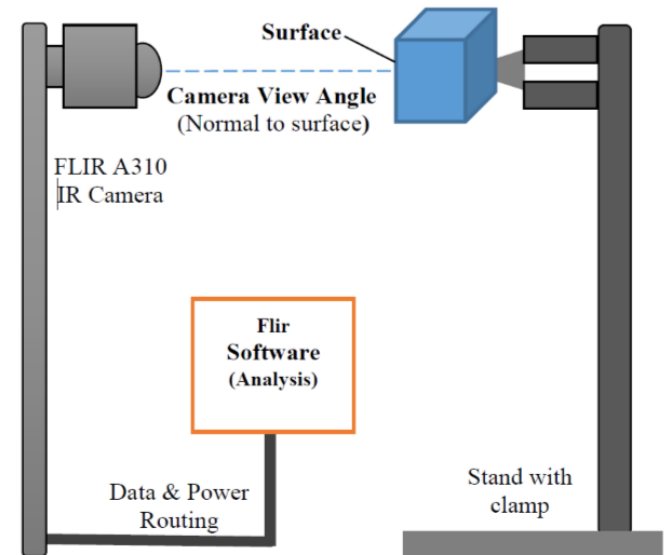 Surface
Camera View Angle
(Normal to surface)
FLIR A310
IR Camera
Flir
Software
(Analysis)
Data & Power
Routing
Stand with
clamp